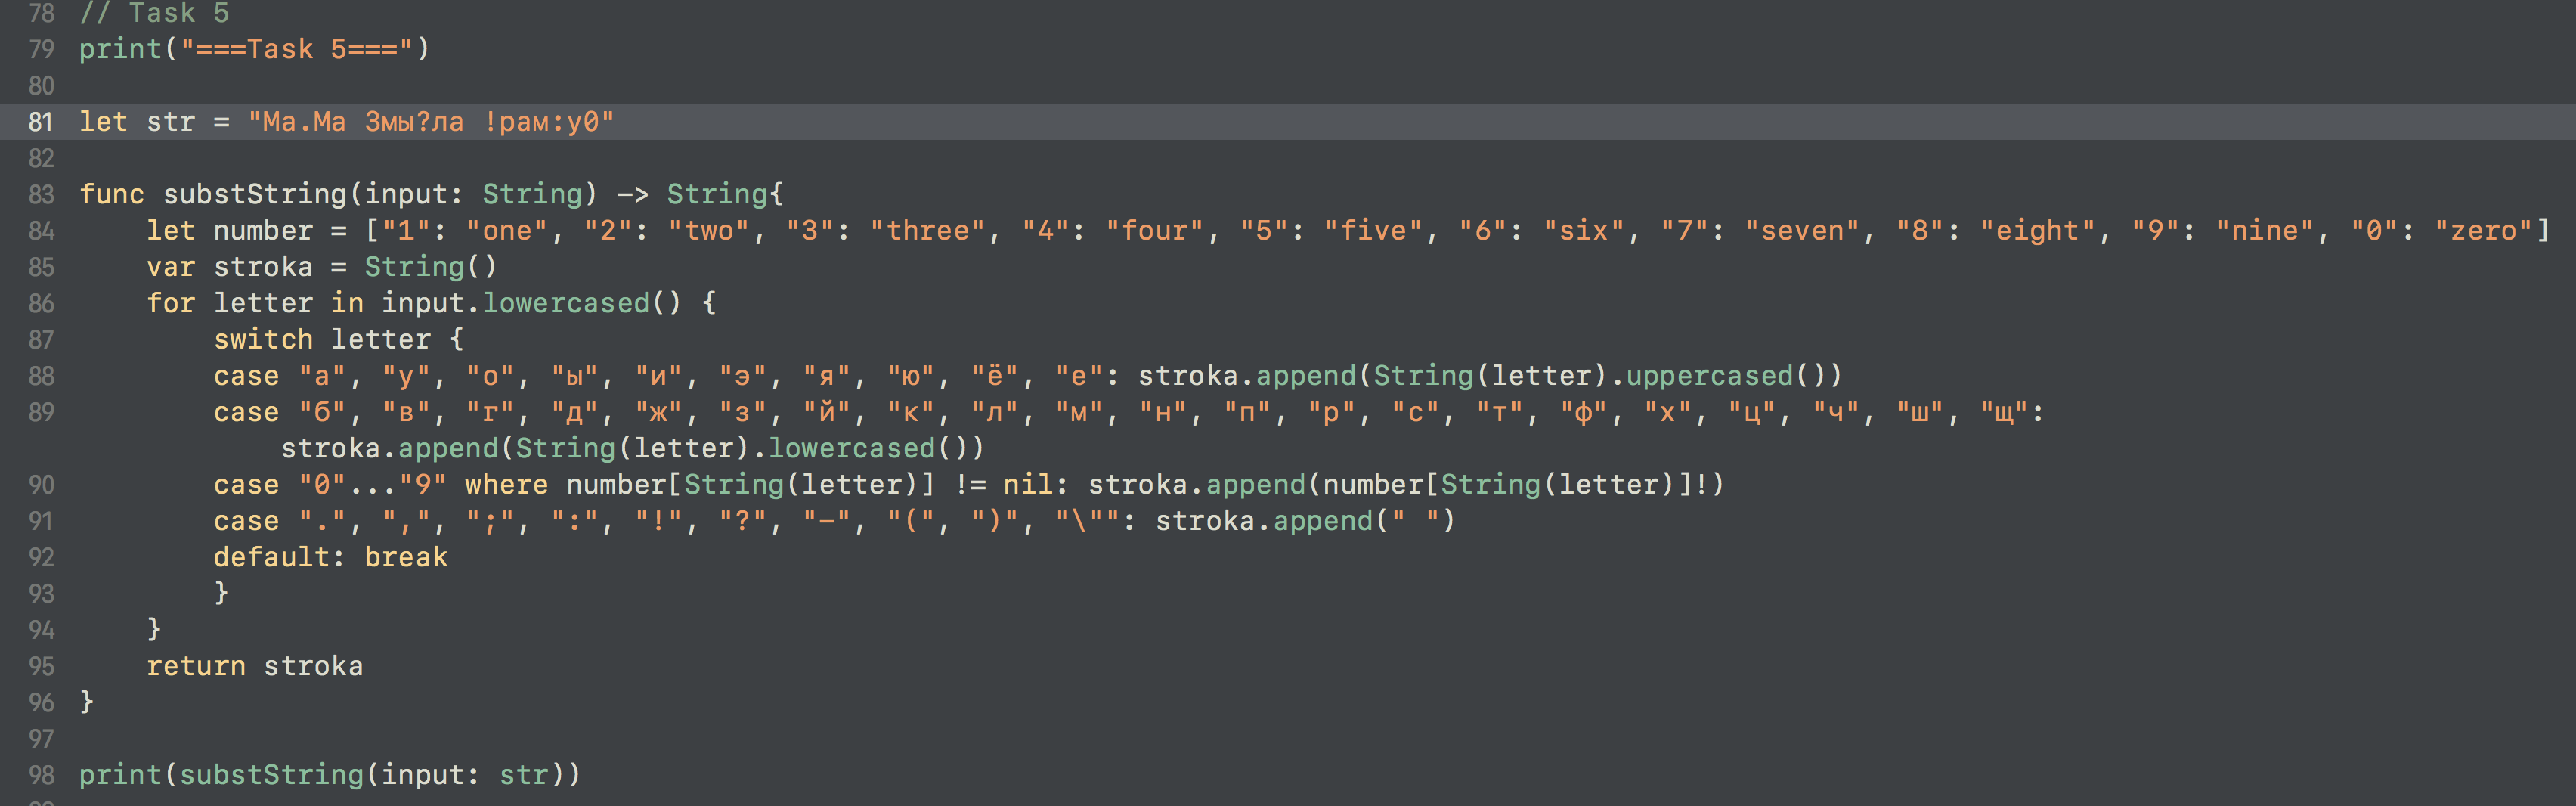 78 // Task 5
79 print("===Task 5===")
80
81 let str = "Ма.Ма 3мы?ла !рам:у0"
82
83 func substString(input: String) -> String{
84 let number = ["1": "one", "2": "two", "3": "three", "4": "four", "5": "five", "6": "six", "7": "seven", "8": "eight", "9": "nine", "0": "zero"]
85 var stroka = String()
86 for letter in input.lowercased() {
87 switch letter {
88 case "а", "у", "о", "ы", "и", "э", "я", "ю", "ё", "е": stroka.append(String(letter).uppercased())
89 case "б", "в", "г", "д", "ж", "з", "й", "к", "л", "м", "н", "п", "р", "с", "т", "ф", "х", "ц", "ч", "ш", "щ":
stroka.append(String(letter).lowercased())
90 case "0"..."9" where number[String(letter)] != nil: stroka.append(number[String(letter)]!)
91 case ".", ",", ";", ":", "!", "?", "-", "(", ")", "\"": stroka.append(" ")
92 default: break
93 }
94 }
95 return stroka
96 }
97
98 print(substString(input: str))